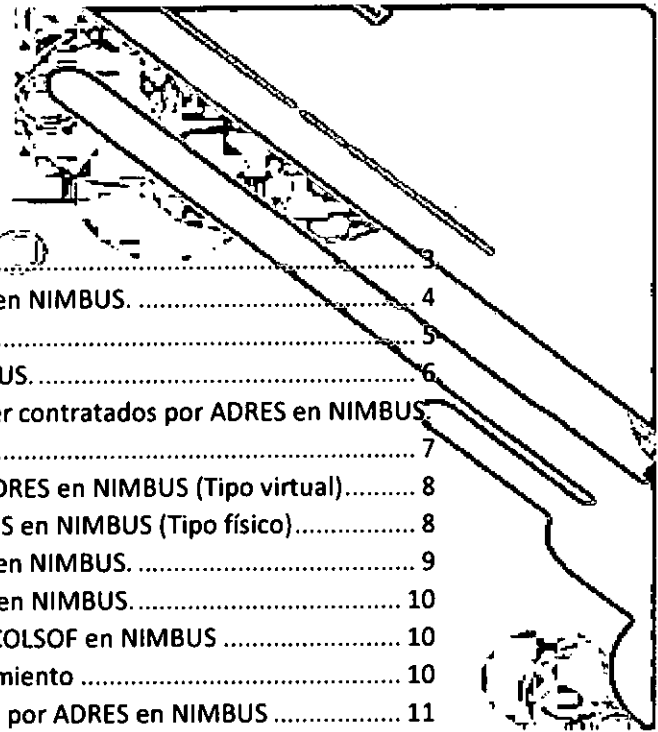 ........................................ 3
en NIMBUS. ........................................ 4
........................................ 5
US. ........................................ 6
er contratados por ADRES en NIMBUS.
........................................ 7
DRES en NIMBUS (Tipo virtual) .......... 8
S en NIMBUS (Tipo físico) ................ 8
en NIMBUS. ........................................ 9
en NIMBUS. ........................................ 10
COLSOF en NIMBUS ........................... 10
miento ........................................ 10
por ADRES en NIMBUS .................. 11